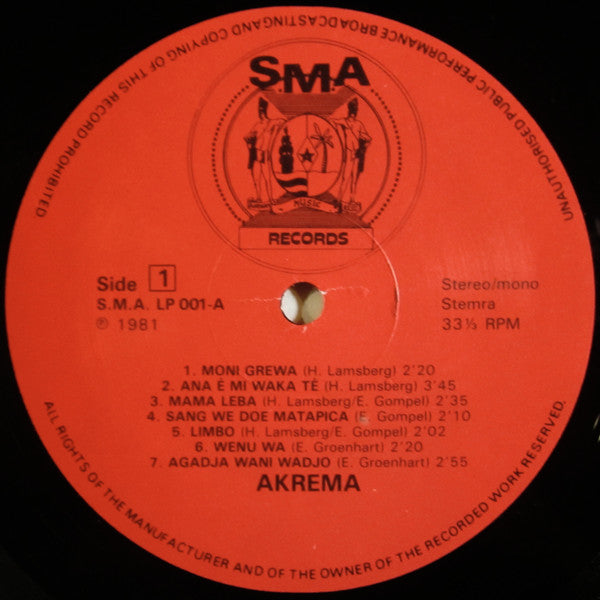 S.M.A
MUSIC
RECORDS
Side 1
S.M.A. LP 001-A
℗ 1981
Stereo/mono
Stemra
33⅓ RPM
1. MONI GREWA (H. Lamsberg) 2'20
2. ANA È MI WAKA TÈ (H. Lamsberg) 3'45
3. MAMA LEBA (H. Lamsberg/E. Gompel) 2'35
4. SANG WE DOE MATAPICA (E. Gompel) 2'10
5. LIMBO (H. Lamsberg/E. Gompel) 2'02
6. WENU WA (E. Groenhart) 2'20
7. AGADJA WANI WADJO (E. Groenhart) 2'55
AKREMA
ALL RIGHTS OF THE MANUFACTURER AND OF THE OWNER OF THE RECORDED WORK RESERVED.
UNAUTHORISED PUBLIC PERFORMANCE BROADCASTING AND COPYING OF THIS RECORD PROHIBITED